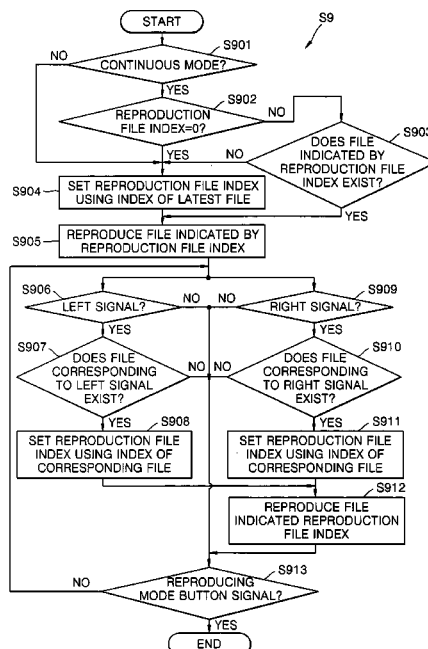 START
S9
S901
NO
CONTINUOUS MODE?
YES
S902
REPRODUCTION
FILE INDEX=0?
NO
S903
DOES FILE
INDICATED BY
REPRODUCTION FILE
INDEX EXIST?
YES
NO
S904
SET REPRODUCTION FILE INDEX
USING INDEX OF LATEST FILE
YES
S905
REPRODUCE FILE INDICATED BY
REPRODUCTION FILE INDEX
S906
LEFT SIGNAL?
NO
NO
S909
RIGHT SIGNAL?
YES
YES
S907
DOES FILE
CORRESPONDING
TO LEFT SIGNAL
EXIST?
NO
NO
S910
DOES FILE
CORRESPONDING
TO RIGHT SIGNAL
EXIST?
YES
S908
YES
S911
SET REPRODUCTION FILE
INDEX USING INDEX OF
CORRESPONDING FILE
SET REPRODUCTION FILE
INDEX USING INDEX OF
CORRESPONDING FILE
S912
REPRODUCE FILE
INDICATED REPRODUCTION
FILE INDEX
S913
NO
REPRODUCING
MODE BUTTON SIGNAL?
YES
END